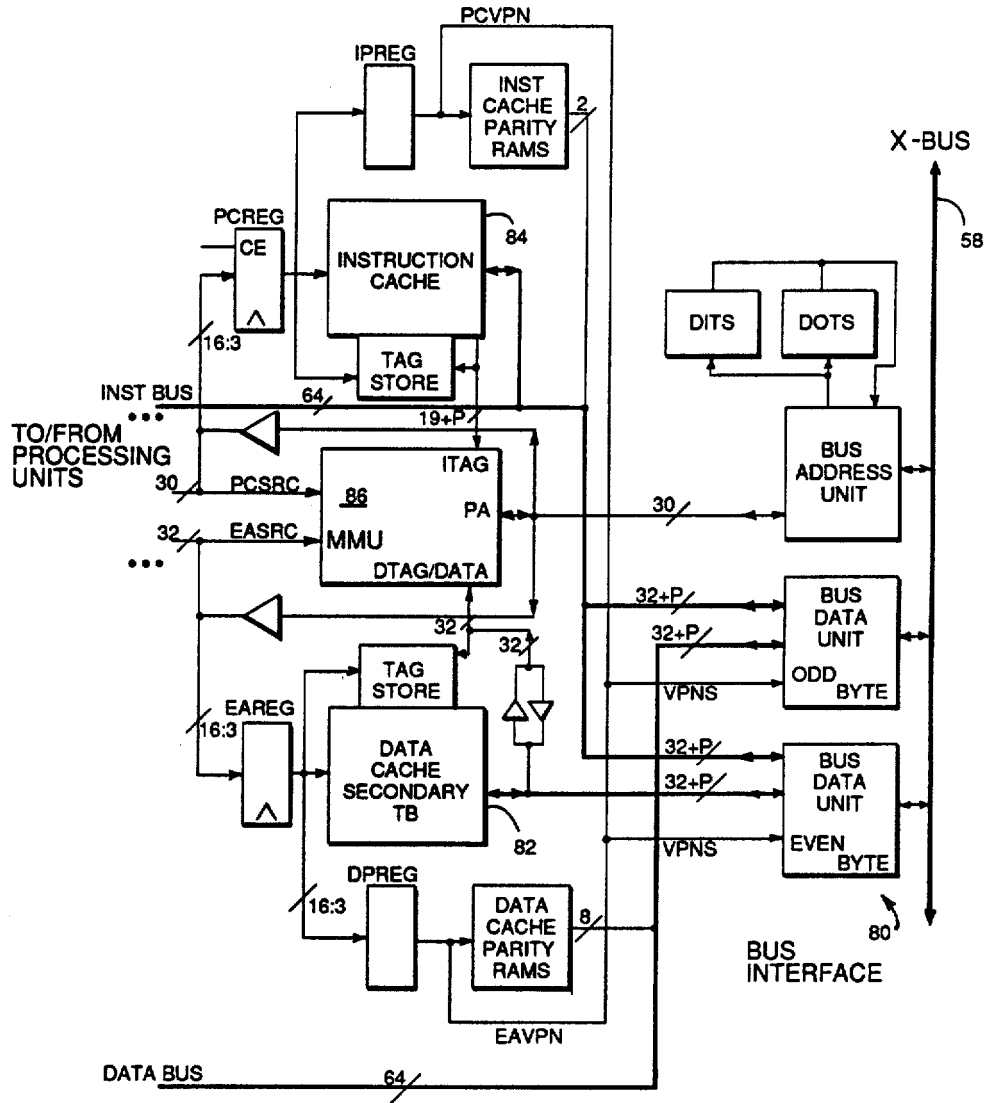 PCVPN
IPREG
INST
CACHE
PARITY
RAMS
2
X-BUS
58
PCREG
CE
INSTRUCTION
CACHE
84
DITS
DOTS
16:3
TAG
STORE
INST BUS
64
19+P
•••
TO/FROM
PROCESSING
UNITS
ITAG
BUS
ADDRESS
UNIT
30
PCSRC
86
PA
30
32
EASRC
MMU
•••
DTAG/DATA
32
32
32+P
BUS
DATA
UNIT
32+P
ODD
BYTE
VPNS
TAG
STORE
EAREG
16:3
DATA
CACHE
SECONDARY
TB
82
32+P
BUS
DATA
UNIT
32+P
EVEN
BYTE
VPNS
DPREG
16:3
DATA
CACHE
PARITY
RAMS
8
80
BUS
INTERFACE
EAVPN
DATA BUS
64